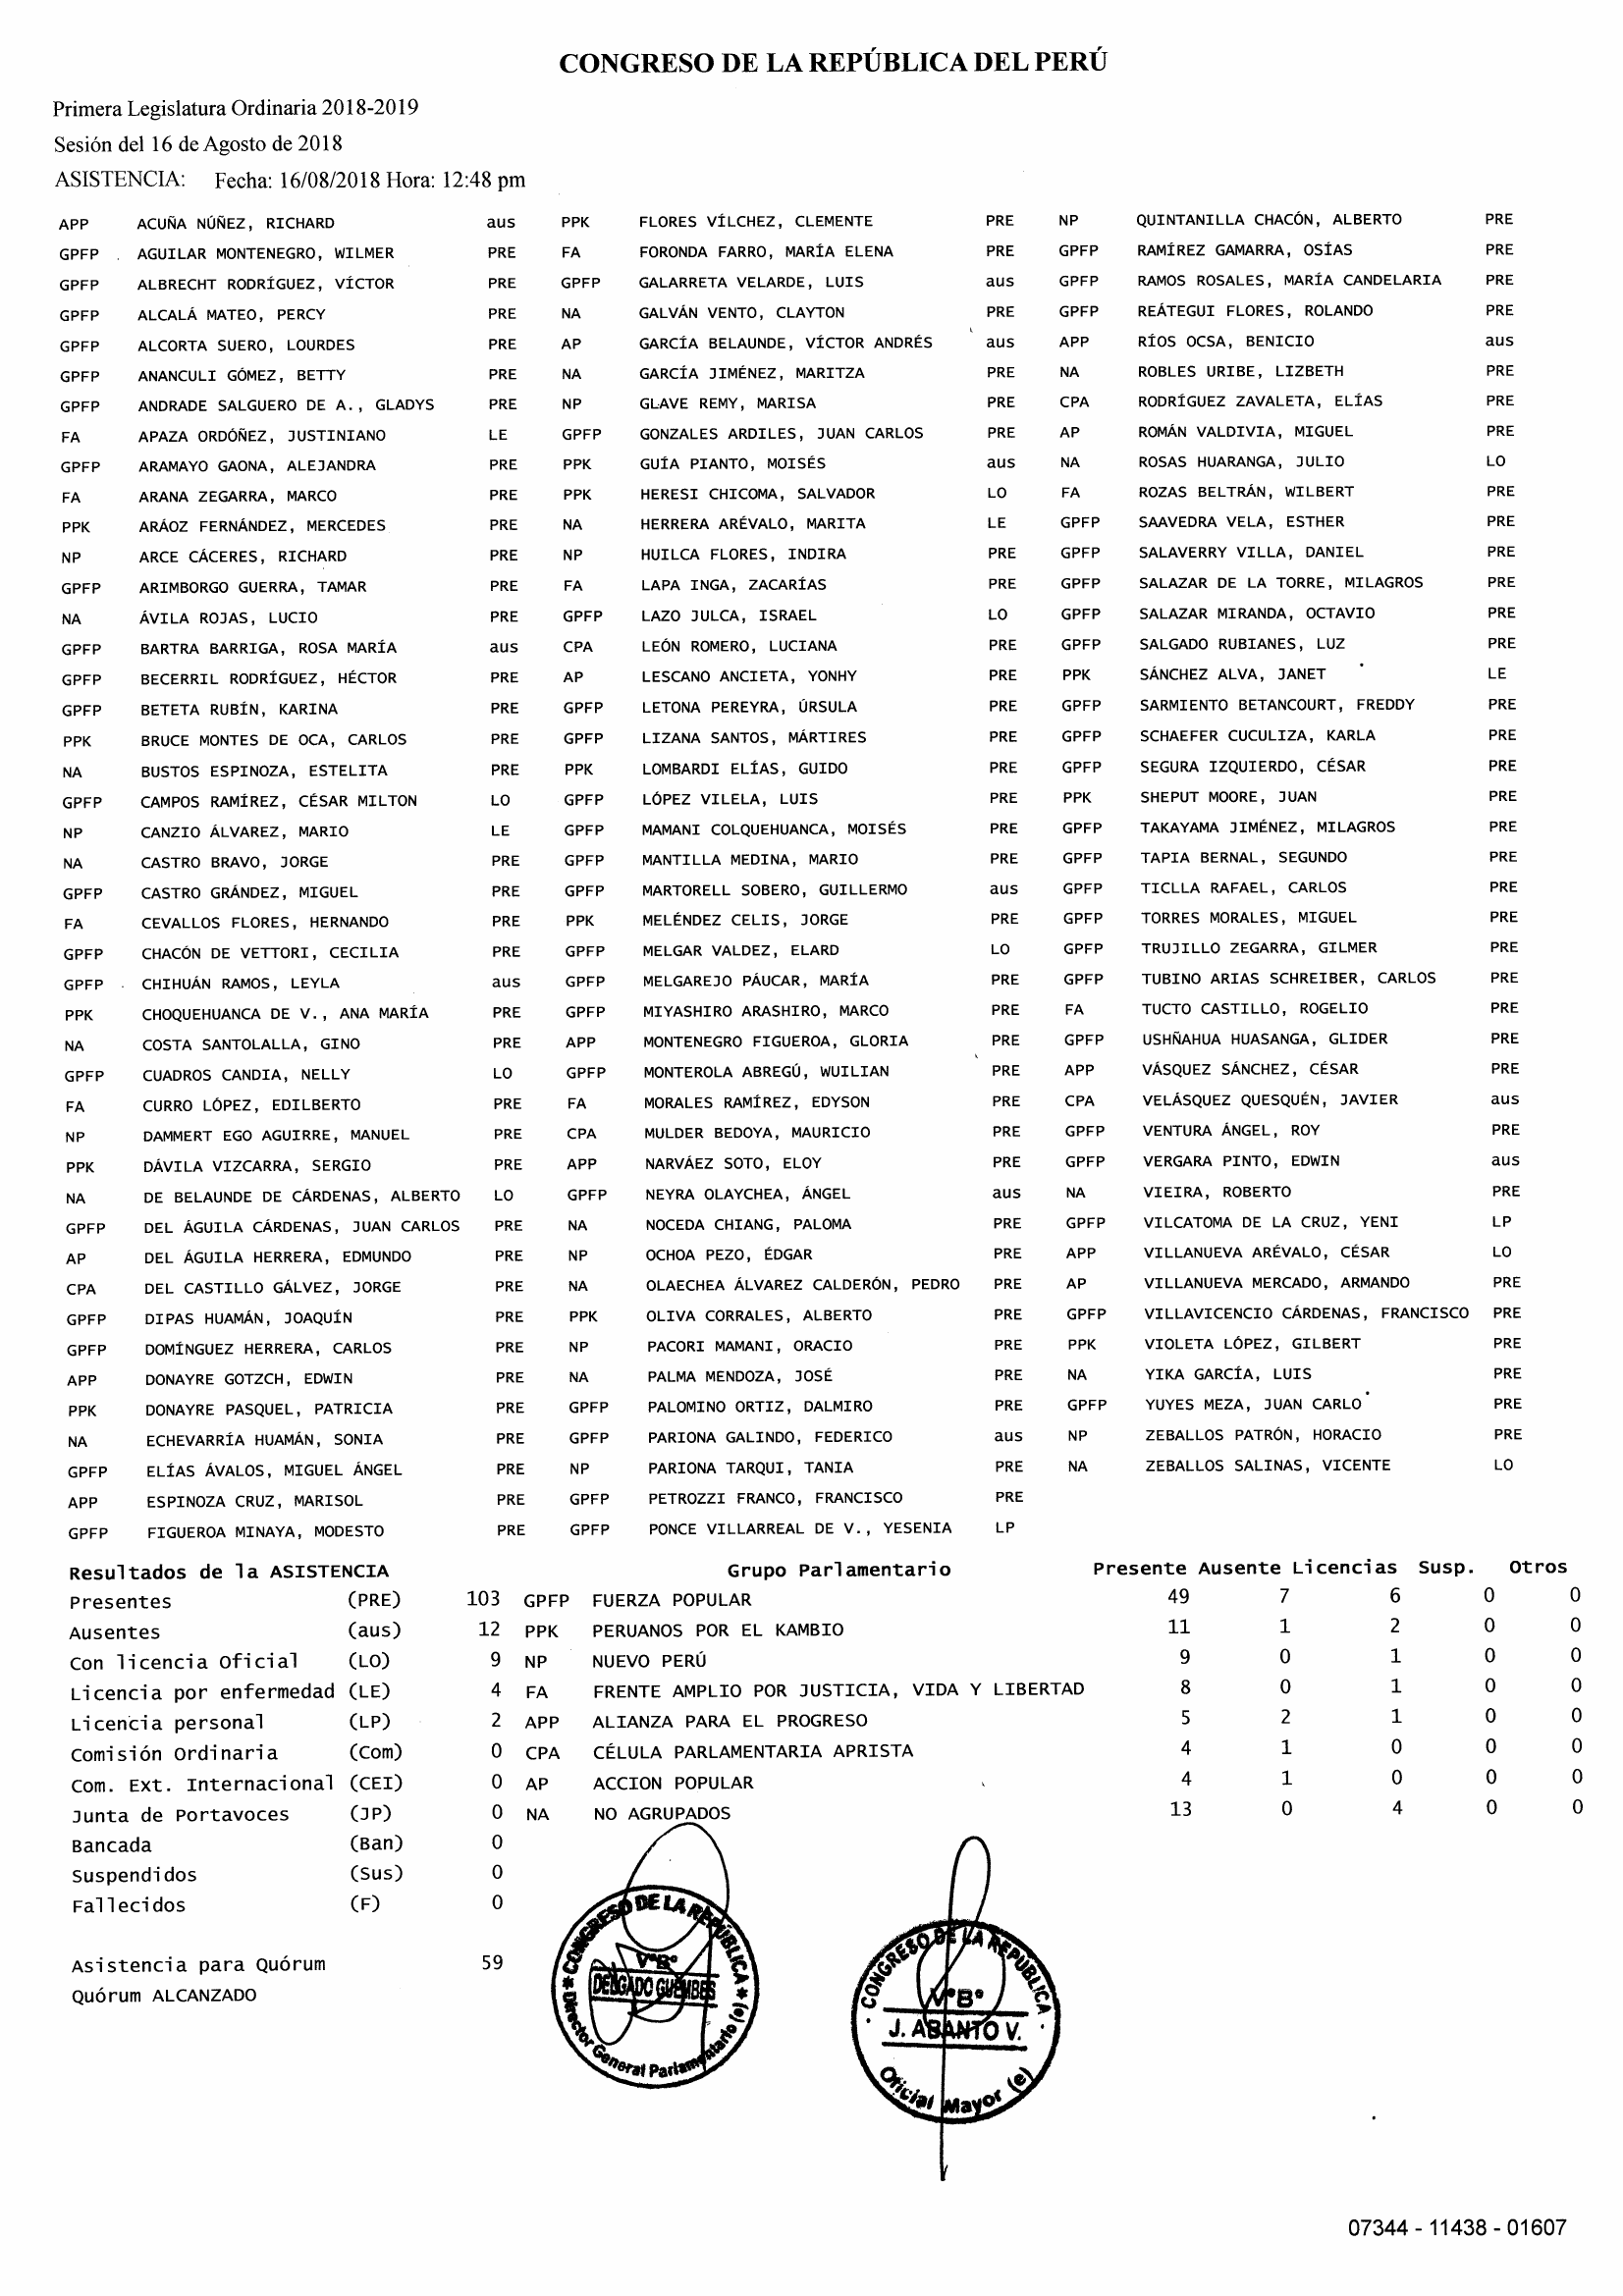 CONGRESO DE LA REPÚBLICA DEL PERÚ
Primera Legislatura Ordinaria 2018-2019
Sesión del 16 de Agosto de 2018
ASISTENCIA: Fecha: 16/08/2018 Hora: 12:48 pm
APP ACUÑA NÚÑEZ, RICHARD aus PPK FLORES VÍLCHEZ, CLEMENTE PRE NP QUINTANILLA CHACÓN, ALBERTO PRE
GPFP AGUILAR MONTENEGRO, WILMER PRE FA FORONDA FARRO, MARÍA ELENA PRE GPFP RAMÍREZ GAMARRA, OSÍAS PRE
GPFP ALBRECHT RODRÍGUEZ, VÍCTOR PRE GPFP GALARRETA VELARDE, LUIS aus GPFP RAMOS ROSALES, MARÍA CANDELARIA PRE
GPFP ALCALÁ MATEO, PERCY PRE NA GALVÁN VENTO, CLAYTON PRE GPFP REÁTEGUI FLORES, ROLANDO PRE
GPFP ALCORTA SUERO, LOURDES PRE AP GARCÍA BELAUNDE, VÍCTOR ANDRÉS aus APP RÍOS OCSA, BENICIO aus
GPFP ANANCULI GÓMEZ, BETTY PRE NA GARCÍA JIMÉNEZ, MARITZA PRE NA ROBLES URIBE, LIZBETH PRE
GPFP ANDRADE SALGUERO DE A., GLADYS PRE NP GLAVE REMY, MARISA PRE CPA RODRÍGUEZ ZAVALETA, ELÍAS PRE
FA APAZA ORDÓÑEZ, JUSTINIANO LE GPFP GONZALES ARDILES, JUAN CARLOS PRE AP ROMÁN VALDIVIA, MIGUEL PRE
GPFP ARAMAYO GAONA, ALEJANDRA PRE PPK GUÍA PIANTO, MOISÉS aus NA ROSAS HUARANGA, JULIO LO
FA ARANA ZEGARRA, MARCO PRE PPK HERESI CHICOMA, SALVADOR LO FA ROZAS BELTRÁN, WILBERT PRE
PPK ARÁOZ FERNÁNDEZ, MERCEDES PRE NA HERRERA ARÉVALO, MARITA LE GPFP SAAVEDRA VELA, ESTHER PRE
NP ARCE CÁCERES, RICHARD PRE NP HUILCA FLORES, INDIRA PRE GPFP SALAVERRY VILLA, DANIEL PRE
GPFP ARIMBORGO GUERRA, TAMAR PRE FA LAPA INGA, ZACARÍAS PRE GPFP SALAZAR DE LA TORRE, MILAGROS PRE
NA ÁVILA ROJAS, LUCIO PRE GPFP LAZO JULCA, ISRAEL LO GPFP SALAZAR MIRANDA, OCTAVIO PRE
GPFP BARTRA BARRIGA, ROSA MARÍA aus CPA LEÓN ROMERO, LUCIANA PRE GPFP SALGADO RUBIANES, LUZ PRE
GPFP BECERRIL RODRÍGUEZ, HÉCTOR PRE AP LESCANO ANCIETA, YONHY PRE PPK SÁNCHEZ ALVA, JANET LE
GPFP BETETA RUBÍN, KARINA PRE GPFP LETONA PEREYRA, ÚRSULA PRE GPFP SARMIENTO BETANCOURT, FREDDY PRE
PPK BRUCE MONTES DE OCA, CARLOS PRE GPFP LIZANA SANTOS, MÁRTIRES PRE GPFP SCHAEFER CUCULIZA, KARLA PRE
NA BUSTOS ESPINOZA, ESTELITA PRE PPK LOMBARDI ELÍAS, GUIDO PRE GPFP SEGURA IZQUIERDO, CÉSAR PRE
GPFP CAMPOS RAMÍREZ, CÉSAR MILTON LO GPFP LÓPEZ VILELA, LUIS PRE PPK SHEPUT MOORE, JUAN PRE
NP CANZIO ÁLVAREZ, MARIO LE GPFP MAMANI COLQUEHUANCA, MOISÉS PRE GPFP TAKAYAMA JIMÉNEZ, MILAGROS PRE
NA CASTRO BRAVO, JORGE PRE GPFP MANTILLA MEDINA, MARIO PRE GPFP TAPIA BERNAL, SEGUNDO PRE
GPFP CASTRO GRÁNDEZ, MIGUEL PRE GPFP MARTORELL SOBERO, GUILLERMO aus GPFP TICLLA RAFAEL, CARLOS PRE
FA CEVALLOS FLORES, HERNANDO PRE PPK MELÉNDEZ CELIS, JORGE PRE GPFP TORRES MORALES, MIGUEL PRE
GPFP CHACÓN DE VETTORI, CECILIA PRE GPFP MELGAR VALDEZ, ELARD LO GPFP TRUJILLO ZEGARRA, GILMER PRE
GPFP CHIHUÁN RAMOS, LEYLA aus GPFP MELGAREJO PÁUCAR, MARÍA PRE GPFP TUBINO ARIAS SCHREIBER, CARLOS PRE
PPK CHOQUEHUANCA DE V., ANA MARÍA PRE GPFP MIYASHIRO ARASHIRO, MARCO PRE FA TUCTO CASTILLO, ROGELIO PRE
NA COSTA SANTOLALLA, GINO PRE APP MONTENEGRO FIGUEROA, GLORIA PRE GPFP USHÑAHUA HUASANGA, GLIDER PRE
GPFP CUADROS CANDIA, NELLY LO GPFP MONTEROLA ABREGÚ, WUILIAN PRE APP VÁSQUEZ SÁNCHEZ, CÉSAR PRE
FA CURRO LÓPEZ, EDILBERTO PRE FA MORALES RAMÍREZ, EDYSON PRE CPA VELÁSQUEZ QUESQUÉN, JAVIER aus
NP DAMMERT EGO AGUIRRE, MANUEL PRE CPA MULDER BEDOYA, MAURICIO PRE GPFP VENTURA ÁNGEL, ROY PRE
PPK DÁVILA VIZCARRA, SERGIO PRE APP NARVÁEZ SOTO, ELOY PRE GPFP VERGARA PINTO, EDWIN aus
NA DE BELAUNDE DE CÁRDENAS, ALBERTO LO GPFP NEYRA OLAYCHEA, ÁNGEL aus NA VIEIRA, ROBERTO PRE
GPFP DEL ÁGUILA CÁRDENAS, JUAN CARLOS PRE NA NOCEDA CHIANG, PALOMA PRE GPFP VILCATOMA DE LA CRUZ, YENI LP
AP DEL ÁGUILA HERRERA, EDMUNDO PRE NP OCHOA PEZO, ÉDGAR PRE APP VILLANUEVA ARÉVALO, CÉSAR LO
CPA DEL CASTILLO GÁLVEZ, JORGE PRE NA OLAECHEA ÁLVAREZ CALDERÓN, PEDRO PRE AP VILLANUEVA MERCADO, ARMANDO PRE
GPFP DIPAS HUAMÁN, JOAQUÍN PRE PPK OLIVA CORRALES, ALBERTO PRE GPFP VILLAVICENCIO CÁRDENAS, FRANCISCO PRE
GPFP DOMÍNGUEZ HERRERA, CARLOS PRE NP PACORI MAMANI, ORACIO PRE PPK VIOLETA LÓPEZ, GILBERT PRE
APP DONAYRE GOTZCH, EDWIN PRE NA PALMA MENDOZA, JOSÉ PRE NA YIKA GARCÍA, LUIS PRE
PPK DONAYRE PASQUEL, PATRICIA PRE GPFP PALOMINO ORTIZ, DALMIRO PRE GPFP YUYES MEZA, JUAN CARLO PRE
NA ECHEVARRÍA HUAMÁN, SONIA PRE GPFP PARIONA GALINDO, FEDERICO aus NP ZEBALLOS PATRÓN, HORACIO PRE
GPFP ELÍAS ÁVALOS, MIGUEL ÁNGEL PRE NP PARIONA TARQUI, TANIA PRE NA ZEBALLOS SALINAS, VICENTE LO
APP ESPINOZA CRUZ, MARISOL PRE GPFP PETROZZI FRANCO, FRANCISCO PRE
GPFP FIGUEROA MINAYA, MODESTO PRE GPFP PONCE VILLARREAL DE V., YESENIA LP
Resultados de la ASISTENCIA Grupo Parlamentario Presente Ausente Licencias Susp. Otros
Presentes (PRE) 103 GPFP FUERZA POPULAR 49 7 6 0 0
Ausentes (aus) 12 PPK PERUANOS POR EL KAMBIO 11 1 2 0 0
Con licencia Oficial (LO) 9 NP NUEVO PERÚ 9 0 1 0 0
Licencia por enfermedad (LE) 4 FA FRENTE AMPLIO POR JUSTICIA, VIDA Y LIBERTAD 8 0 1 0 0
Licencia personal (LP) 2 APP ALIANZA PARA EL PROGRESO 5 2 1 0 0
Comisión Ordinaria (Com) 0 CPA CÉLULA PARLAMENTARIA APRISTA 4 1 0 0 0
Com. Ext. Internacional (CEI) 0 AP ACCION POPULAR 4 1 0 0 0
Junta de Portavoces (JP) 0 NA NO AGRUPADOS 13 0 4 0 0
Bancada (Ban) 0
Suspendidos (Sus) 0
Fallecidos (F) 0
Asistencia para Quórum 59
Quórum ALCANZADO
CONGRESO DE LA REPÚBLICA
V°B°
DELGADO GUEMBES
Director General Parlamentario (e)
CONGRESO DE LA REPUBLICA
V°B°
J. ABANTO V.
Oficial Mayor (e)
07344 - 11438 - 01607